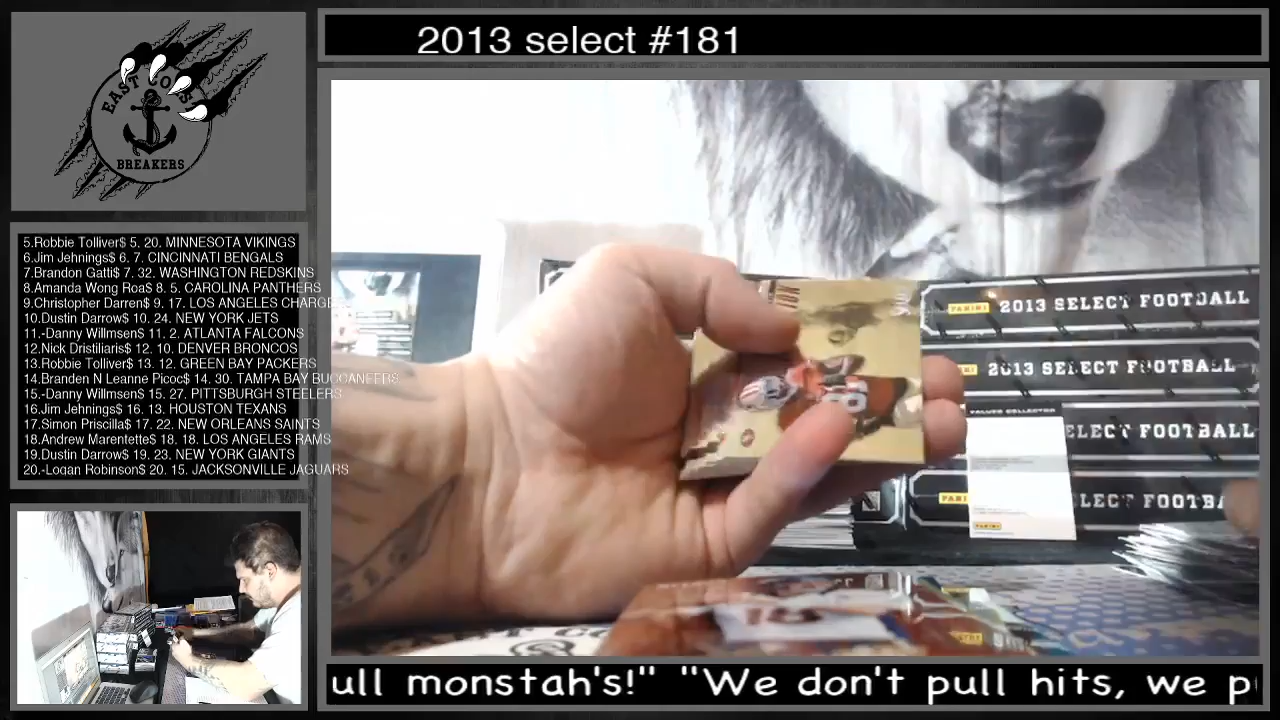 2013 select #181
EAST COAST
BREAKERS
5.Robbie Tolliver$ 5. 20. MINNESOTA VIKINGS
6.Jim Jehnings$ 6. 7. CINCINNATI BENGALS
7.Brandon Gatti$ 7. 32. WASHINGTON REDSKINS
8.Amanda Wong Roa$ 8. 5. CAROLINA PANTHERS
9.Christopher Darren$ 9. 17. LOS ANGELES CHARGE
10.Dustin Darrow$ 10. 24. NEW YORK JETS
11.-Danny Willmsen$ 11. 2. ATLANTA FALCONS
12.Nick Dristiliaris$ 12. 10. DENVER BRONCOS
13.Robbie Tolliver$ 13. 12. GREEN BAY PACKERS
14.Branden N Leanne Picoc$ 14. 30. TAMPA BAY BUCCANEERS
15.-Danny Willmsen$ 15. 27. PITTSBURGH STEELERS
16.Jim Jehnings$ 16. 13. HOUSTON TEXANS
17.Simon Priscilla$ 17. 22. NEW ORLEANS SAINTS
18.Andrew Marentette$ 18. 18. LOS ANGELES RAMS
19.Dustin Darrow$ 19. 23. NEW YORK GIANTS
20.-Logan Robinson$ 20. 15. JACKSONVILLE JAGUARS
PANINI 2013 SELECT FOOTBALL
PANINI 2013 SELECT FOOTBALL
VALUED COLLECTOR
ELECT FOOTBALL
PANINI
ELECT FOOTBA
PANINI
ull monstah's!" "We don't pull hits, we p